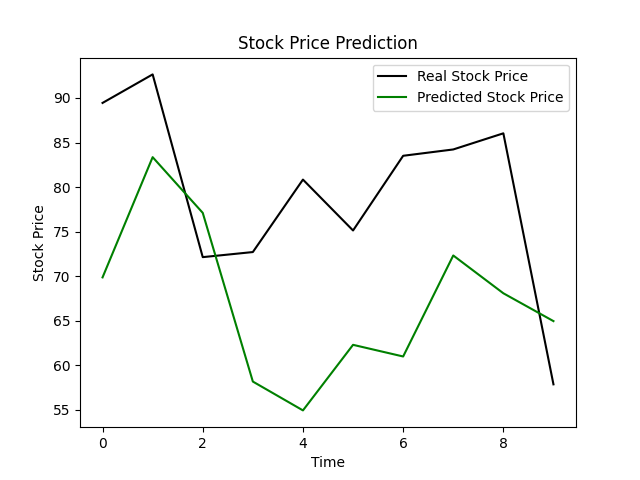 Stock Price Prediction
Real Stock Price
Predicted Stock Price
90
85
80
75
70
65
60
55
Stock Price
0 2 4 6 8
Time